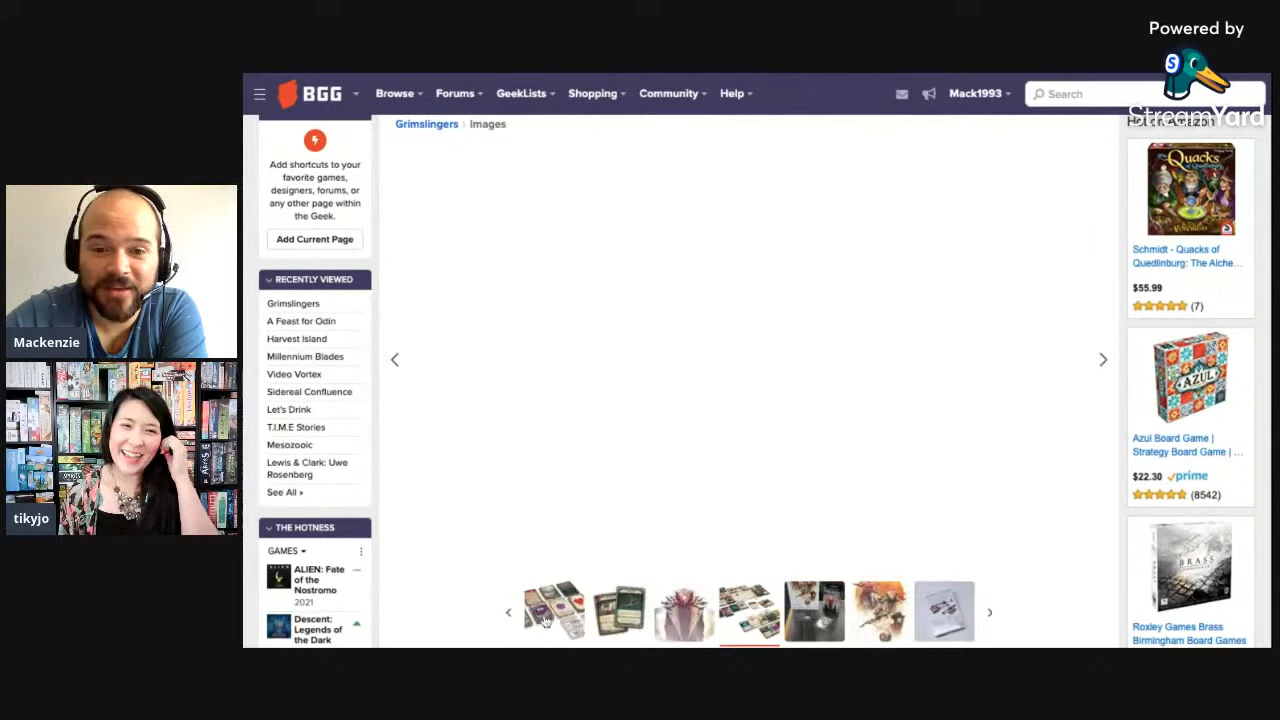 Powered by
StreamYard
BGG
Browse
Forums
GeekLists
Shopping
Community
Help
Mack1993
Search
Grimslingers
Images
Add shortcuts to your
favorite games,
designers, forums, or
any other page within
the Geek.
Add Current Page
RECENTLY VIEWED
Grimslingers
A Feast for Odin
Harvest Island
Millennium Blades
Video Vortex
Sidereal Confluence
Let's Drink
T.I.M.E Stories
Mesozooic
Lewis & Clark: Uwe
Rosenberg
See All »
THE HOTNESS
GAMES
ALIEN: Fate
of the
Nostromo
2021
Descent:
Legends of
the Dark
Hot on Amazon
Quacks
Schmidt - Quacks of
Quedlinburg: The Alche...
$55.99
(7)
AZUL
Azul Board Game |
Strategy Board Game | ...
$22.30 prime
(8542)
BRASS
Roxley Games Brass
Birmingham Board Games
Mackenzie
tikyjo